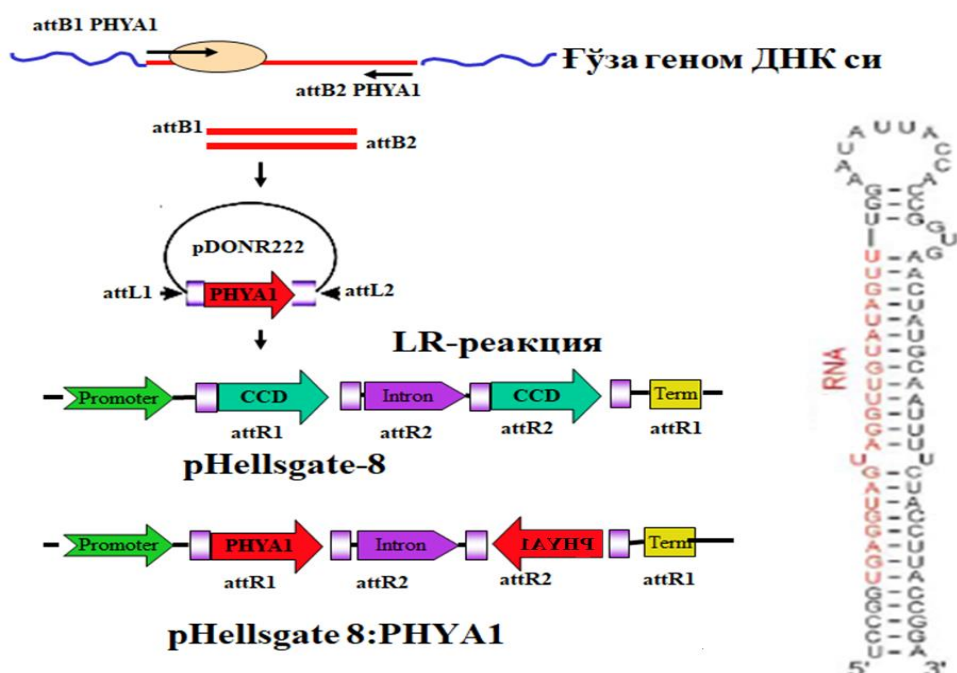 attB1 PHYA1
Ғўза геном ДНК си
attB2 PHYA1
attB1
attB2
pDONR222
attL1
PHYA1
attL2
LR-реакция
Promoter
CCD
Intron
CCD
Term
attR1
attR2
attR2
attR1
pHellsgate-8
Promoter
PHYA1
Intron
PHYA1
Term
attR1
attR2
attR2
attR1
pHellsgate 8:PHYA1
RNA
5'
3'